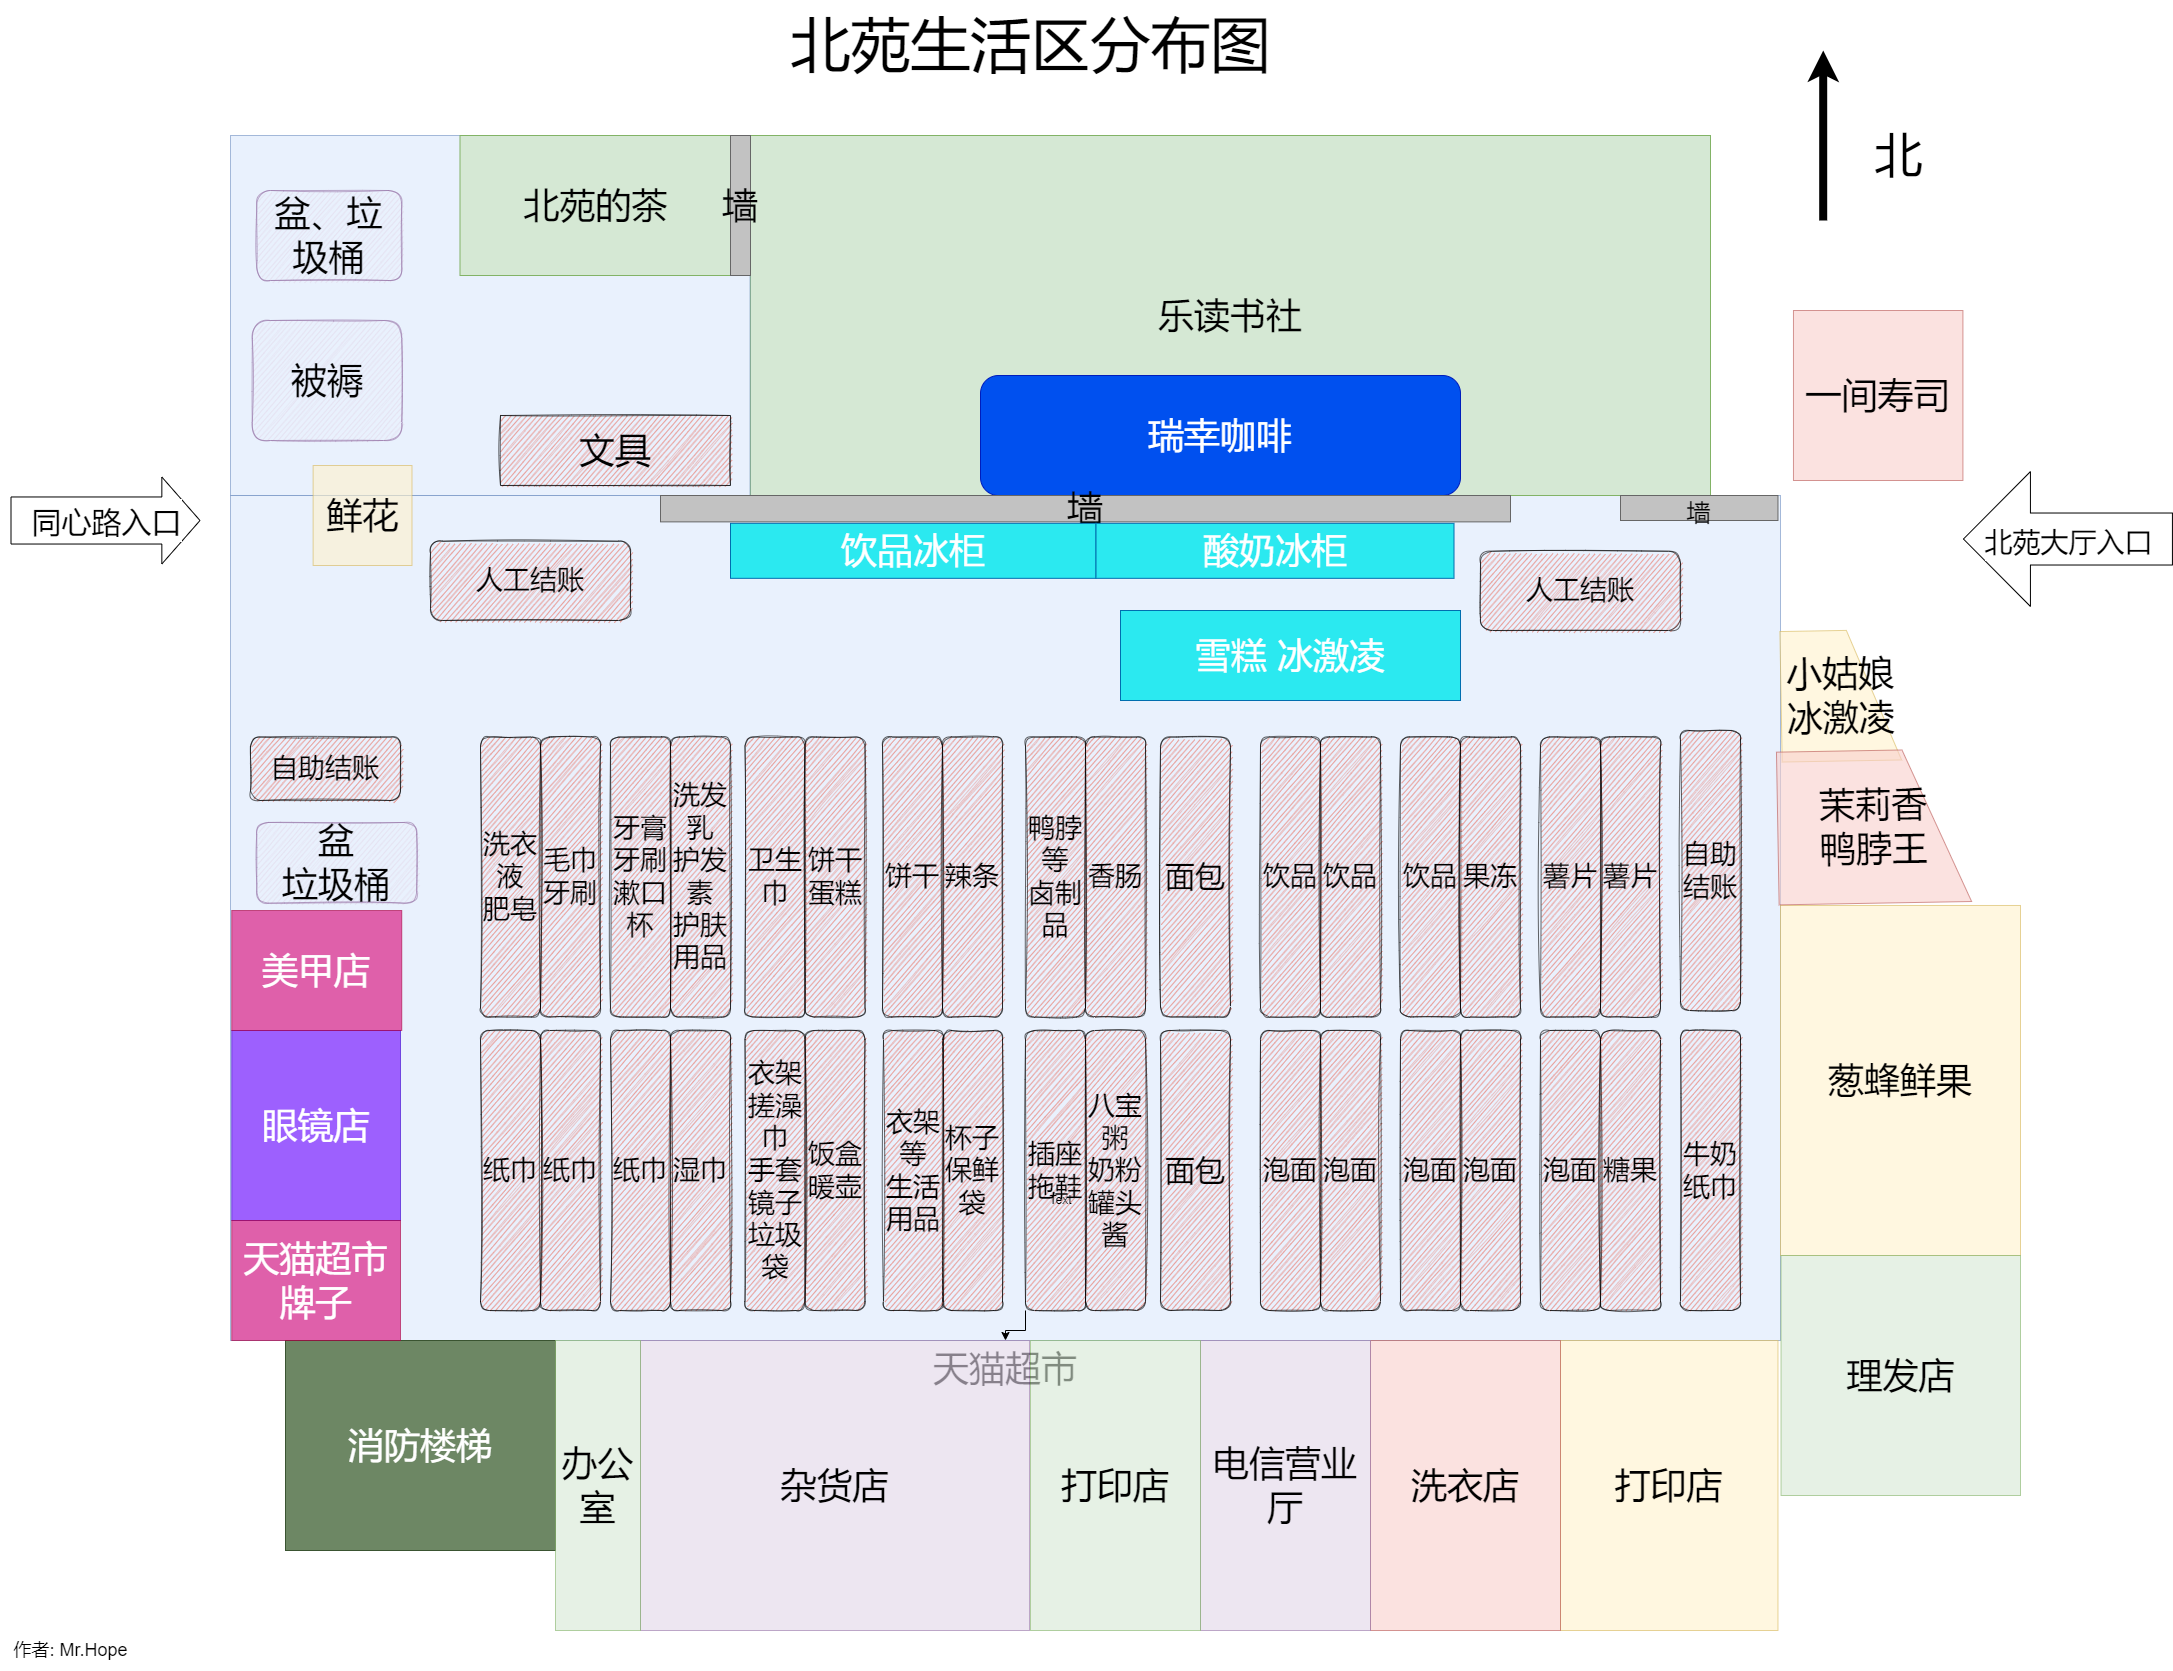 北苑生活区分布图
北
盆、垃
圾桶
北苑的茶
墙
乐读书社
被褥
文具
瑞幸咖啡
一间寿司
同心路入口
鲜花
墙
墙
北苑大厅入口
人工结账
饮品冰柜
酸奶冰柜
人工结账
雪糕 冰激凌
小姑娘
冰激凌
自助结账
盆
垃圾桶
洗衣
液
肥皂
毛巾
牙刷
牙膏
牙刷
漱口
杯
洗发
乳
护发
素
护肤
用品
卫生
巾
饼干
蛋糕
饼干
辣条
鸭脖
等
卤制
品
香肠
面包
饮品
饮品
饮品
果冻
薯片
薯片
自助
结账
茉莉香
鸭脖王
美甲店
眼镜店
天猫超市
牌子
纸巾
纸巾
纸巾
湿巾
衣架
搓澡
巾
手套
镜子
垃圾
袋
饭盒
暖壶
衣架
等
生活
用品
杯子
保鲜
袋
插座
拖鞋
Text
八宝
粥
奶粉
罐头
酱
面包
泡面
泡面
泡面
泡面
泡面
糖果
牛奶
纸巾
葱蜂鲜果
理发店
天猫超市
消防楼梯
办公
室
杂货店
打印店
电信营业
厅
洗衣店
打印店
作者: Mr.Hope